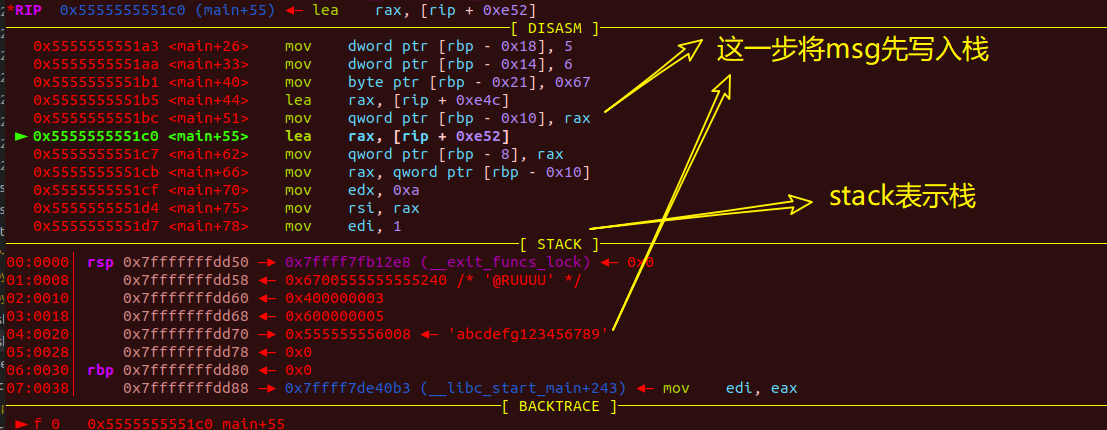 *RIP  0x5555555551c0 (main+55) ◂— lea    rax, [rip + 0xe52]
[ DISASM ]
0x5555555551a3 <main+26>    mov    dword ptr [rbp - 0x18], 5
0x5555555551aa <main+33>    mov    dword ptr [rbp - 0x14], 6
0x5555555551b1 <main+40>    mov    byte ptr [rbp - 0x21], 0x67
0x5555555551b5 <main+44>    lea    rax, [rip + 0xe4c]
0x5555555551bc <main+51>    mov    qword ptr [rbp - 0x10], rax
► 0x5555555551c0 <main+55>    lea    rax, [rip + 0xe52]
0x5555555551c7 <main+62>    mov    qword ptr [rbp - 8], rax
0x5555555551cb <main+66>    mov    rax, qword ptr [rbp - 0x10]
0x5555555551cf <main+70>    mov    edx, 0xa
0x5555555551d4 <main+75>    mov    rsi, rax
0x5555555551d7 <main+78>    mov    edi, 1
这一步将msg先写入栈
stack表示栈
[ STACK ]
00:0000│ rsp 0x7fffffffdd50 —▸ 0x7ffff7fb12e8 (__exit_funcs_lock) ◂— 0x0
01:0008│     0x7fffffffdd58 ◂— 0x6700555555555240 /* '@RUUUU' */
02:0010│     0x7fffffffdd60 ◂— 0x400000003
03:0018│     0x7fffffffdd68 ◂— 0x600000005
04:0020│     0x7fffffffdd70 —▸ 0x555555556008 ◂— 'abcdefg123456789'
05:0028│     0x7fffffffdd78 ◂— 0x0
06:0030│ rbp 0x7fffffffdd80 ◂— 0x0
07:0038│     0x7fffffffdd88 —▸ 0x7ffff7de40b3 (__libc_start_main+243) ◂— mov    edi, eax
[ BACKTRACE ]
► f 0   0x5555555551c0 main+55